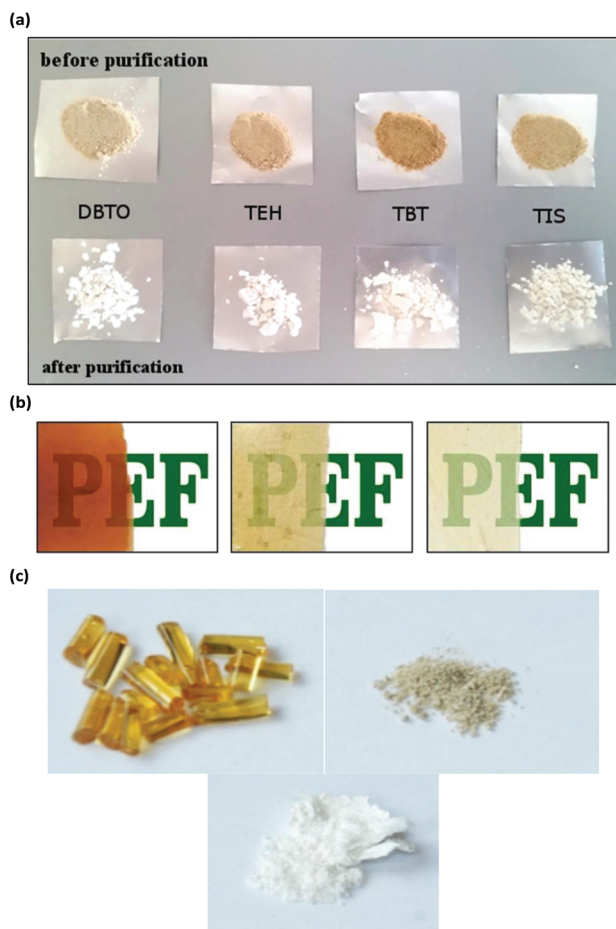 (a)
before purification
DBTO TEH TBT TIS
after purification
(b)
PEF PEF PEF
(c)